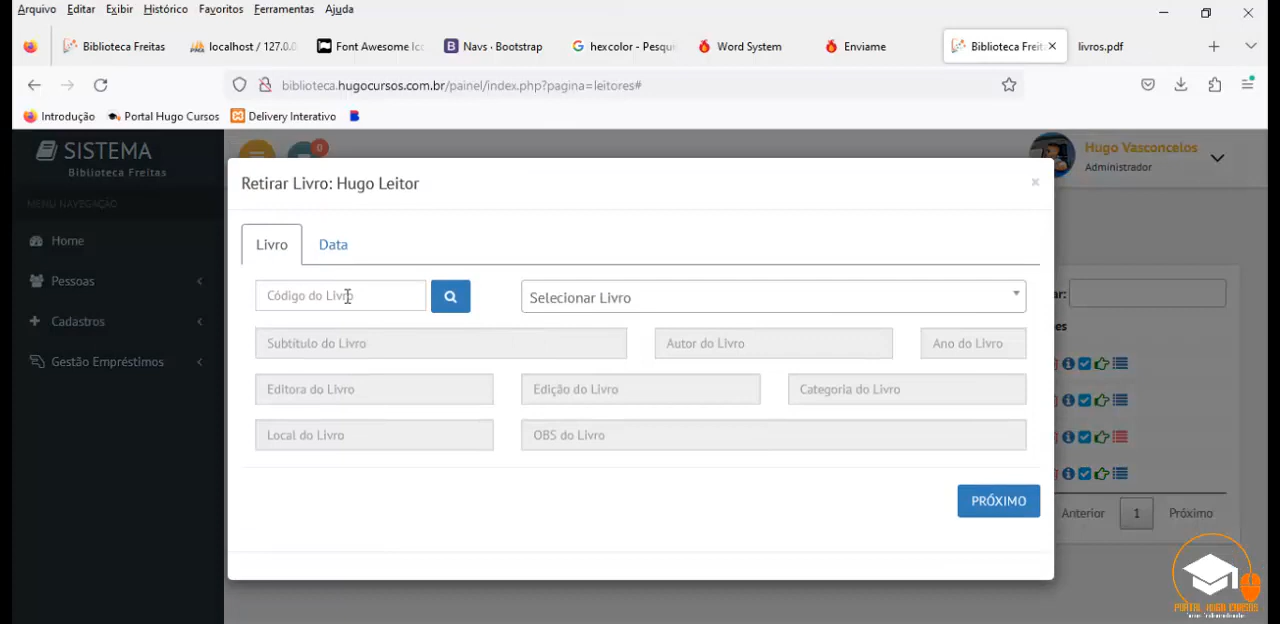 Arquivo Editar Exibir Histórico Favoritos Ferramentas Ajuda
Biblioteca Freitas localhost / 127.0.0 Font Awesome Ic Navs · Bootstrap hexcolor - Pesqu Word System Enviame Biblioteca Freit livros.pdf
biblioteca.hugocursos.com.br/painel/index.php?pagina=leitores#
Introdução Portal Hugo Cursos Delivery Interativo
SISTEMA
Biblioteca Freitas
0
Hugo Vasconcelos
Administrador
MENU NAVEGAÇÃO
Home
Pessoas
Cadastros
Gestão Empréstimos
Retirar Livro: Hugo Leitor
×
Livro Data
Código do Livro
Selecionar Livro
Subtítulo do Livro Autor do Livro Ano do Livro
Editora do Livro Edição do Livro Categoria do Livro
Local do Livro OBS do Livro
PRÓXIMO
ar:
es
Anterior 1 Próximo
PORTAL HUGO CURSOS